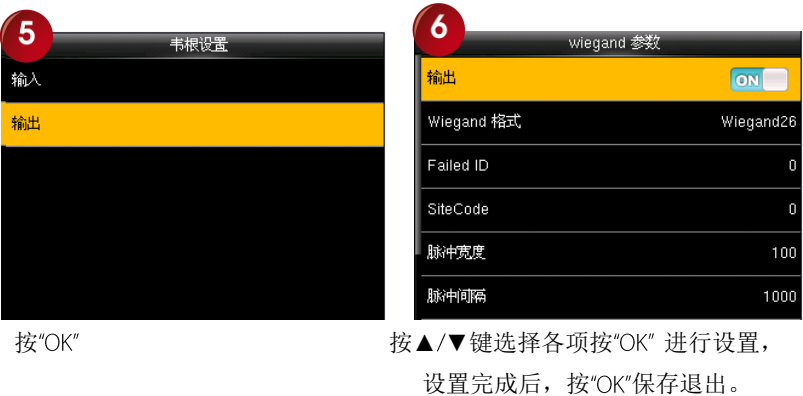 5
韦根设置
输入
输出
6
wiegand 参数
输出 ON
Wiegand 格式 Wiegand26
Failed ID 0
SiteCode 0
脉冲宽度 100
脉冲间隔 1000
按“OK”
按▲/▼键选择各项按“OK” 进行设置，
设置完成后，按“OK”保存退出。